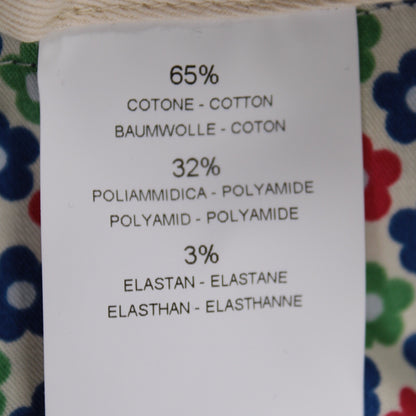 65%
COTONE - COTTON
BAUMWOLLE - COTON
32%
POLIAMMIDICA - POLYAMIDE
POLYAMID - POLYAMIDE
3%
ELASTAN - ELASTANE
ELASTHAN - ELASTHANNE